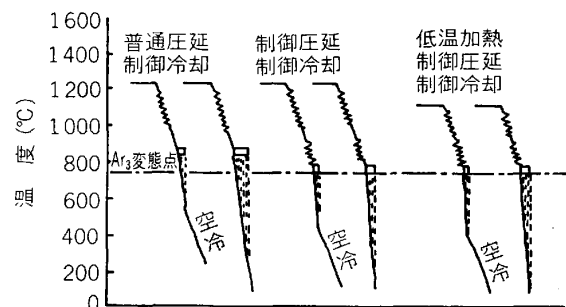 温度(℃)
1600
1400
1200
1000
800
600
400
200
0
普通圧延
制御冷却
制御圧延
制御冷却
低温加熱
制御圧延
制御冷却
Ar₃変態点
空冷
空冷
空冷